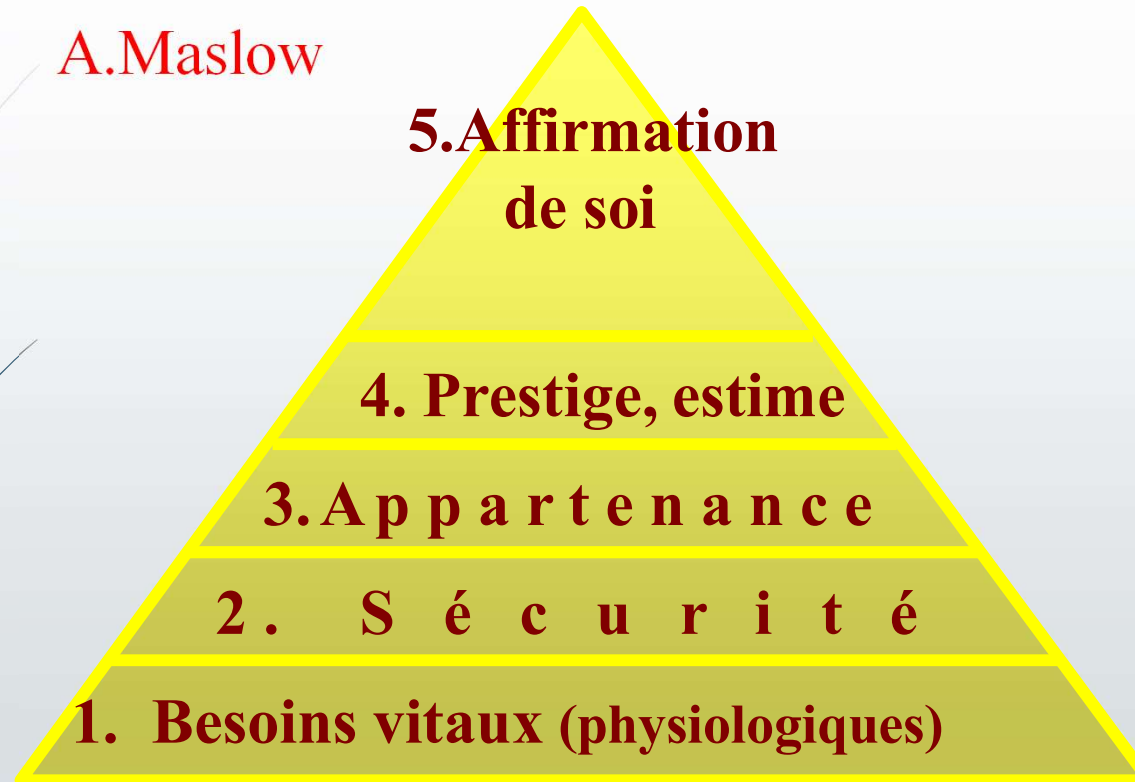 A.Maslow
5.Affirmation
de soi
4. Prestige, estime
3. Appartenance
2. Sécurité
1. Besoins vitaux (physiologiques)